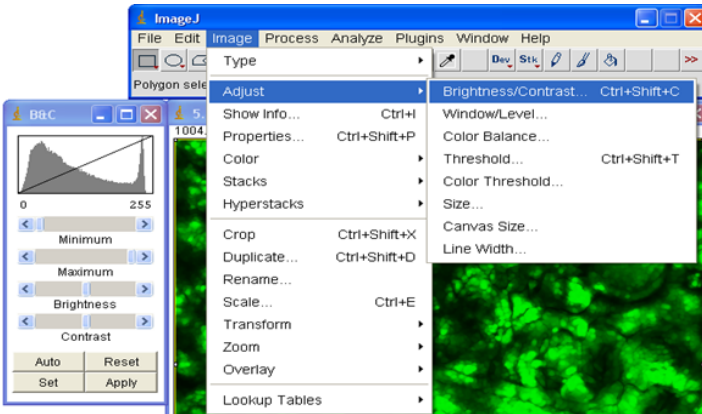 ImageJ
File Edit Image Process Analyze Plugins Window Help
Dev Stk >>
Polygon sele
Type
Adjust
Show Info... Ctrl+I
Properties... Ctrl+Shift+P
Color
Stacks
Hyperstacks
Crop Ctrl+Shift+X
Duplicate... Ctrl+Shift+D
Rename...
Scale... Ctrl+E
Transform
Zoom
Overlay
Lookup Tables
Brightness/Contrast... Ctrl+Shift+C
Window/Level...
Color Balance...
Threshold... Ctrl+Shift+T
Color Threshold...
Size...
Canvas Size...
Line Width...
B&C
0 255
Minimum
Maximum
Brightness
Contrast
Auto Reset
Set Apply
5.
1004.